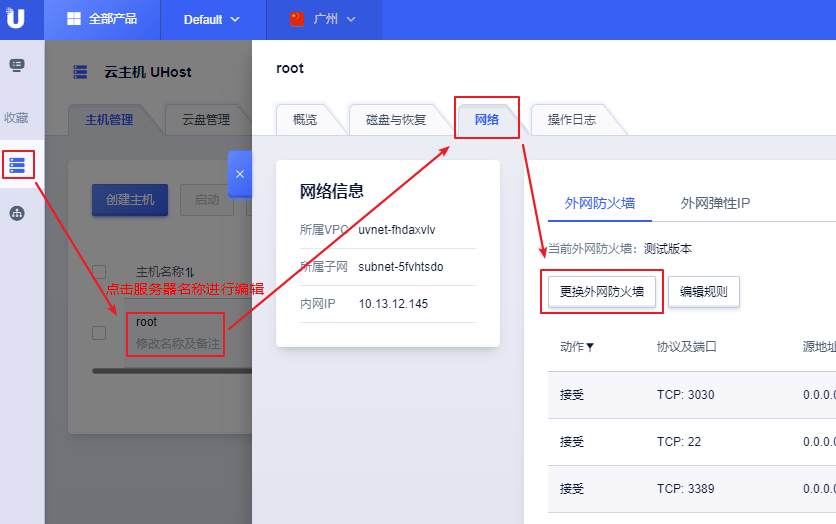 U
全部产品
Default
广州
收藏
云主机 UHost
主机管理
云盘管理
创建主机
启动
主机名称
点击服务器名称进行编辑
root
修改名称及备注
root
概览
磁盘与恢复
网络
操作日志
网络信息
所属VPC uvnet-fhdaxvlv
所属子网 subnet-5fvhtsdo
内网IP 10.13.12.145
外网防火墙
外网弹性IP
当前外网防火墙：测试版本
更换外网防火墙
编辑规则
动作 协议及端口 源地址
接受 TCP: 3030 0.0.0.
接受 TCP: 22 0.0.0.
接受 TCP: 3389 0.0.0.